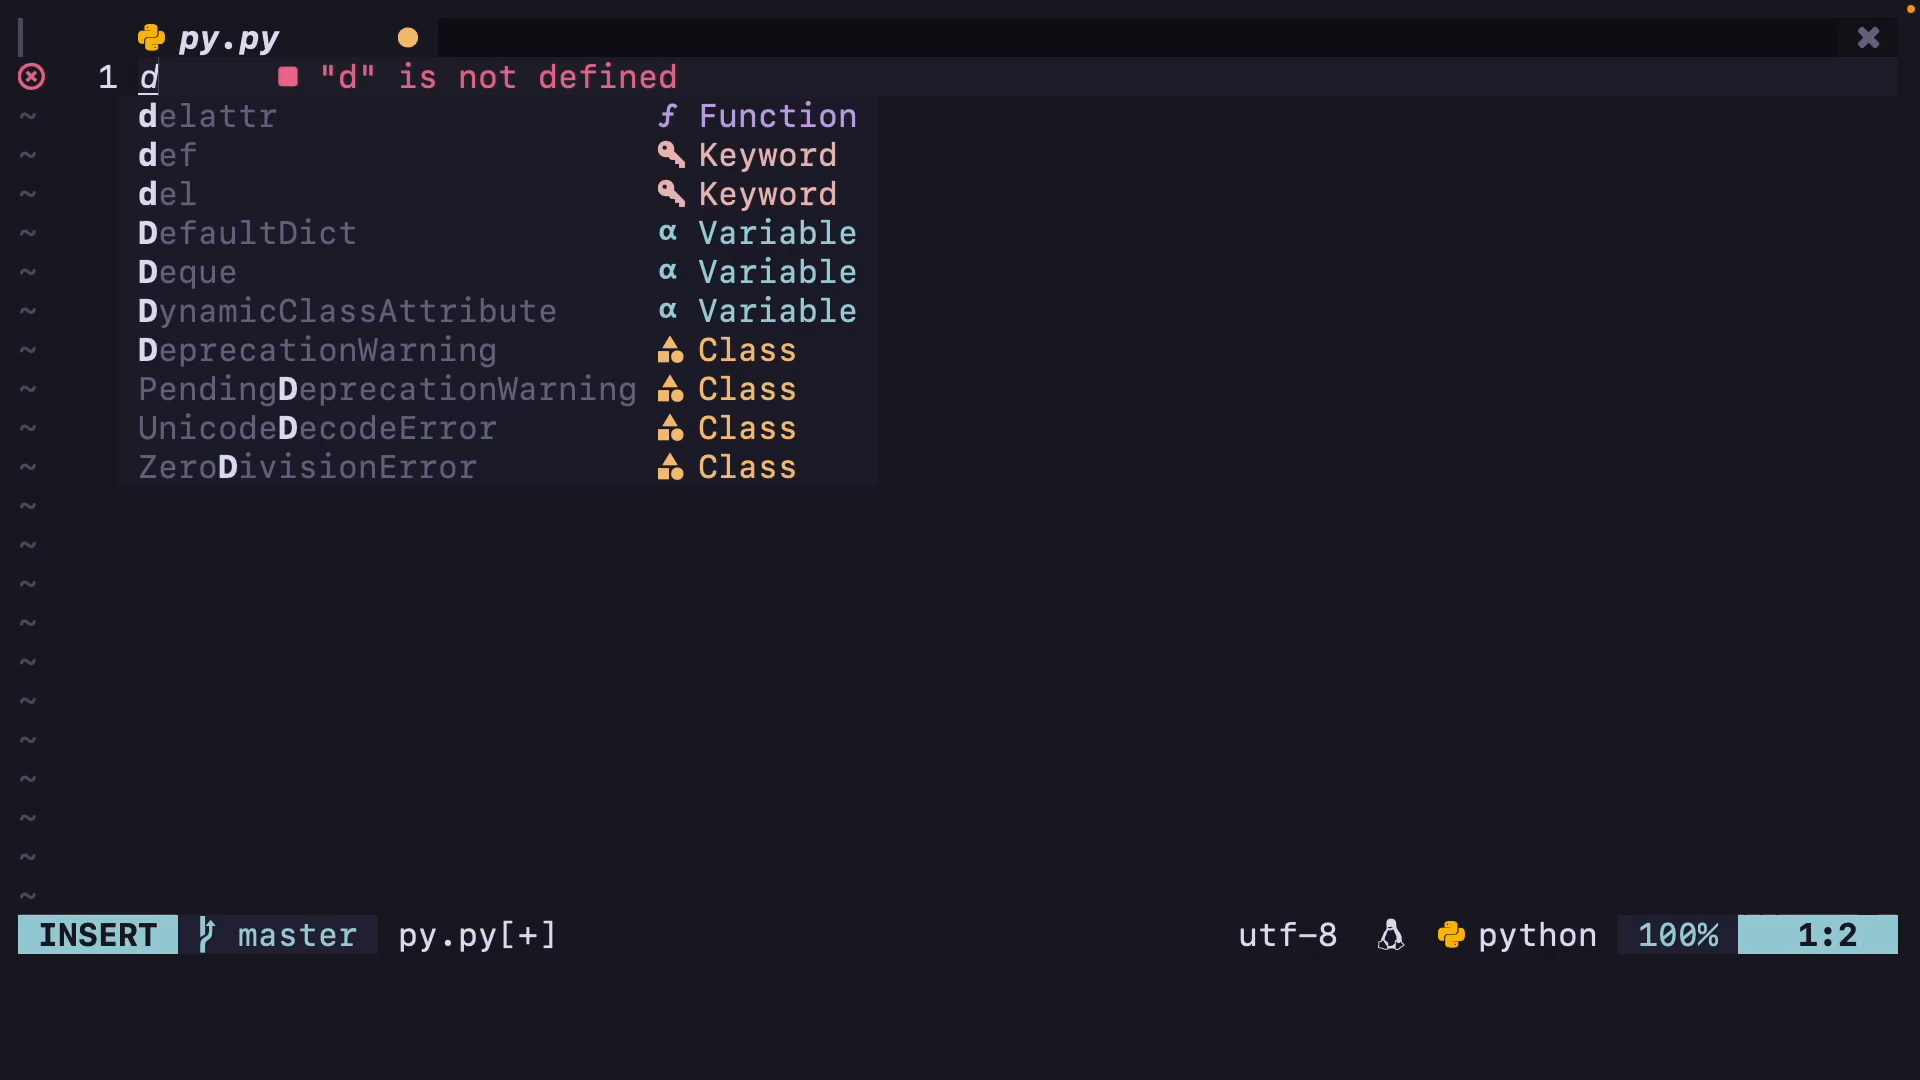 py.py
1 d "d" is not defined
~ delattr Function
~ def Keyword
~ del Keyword
~ DefaultDict α Variable
~ Deque α Variable
~ DynamicClassAttribute α Variable
~ DeprecationWarning Class
~ PendingDeprecationWarning Class
~ UnicodeDecodeError Class
~ ZeroDivisionError Class
~
~
~
~
~
~
~
~
~
~
~
INSERT master py.py[+] utf-8 python 100% 1:2